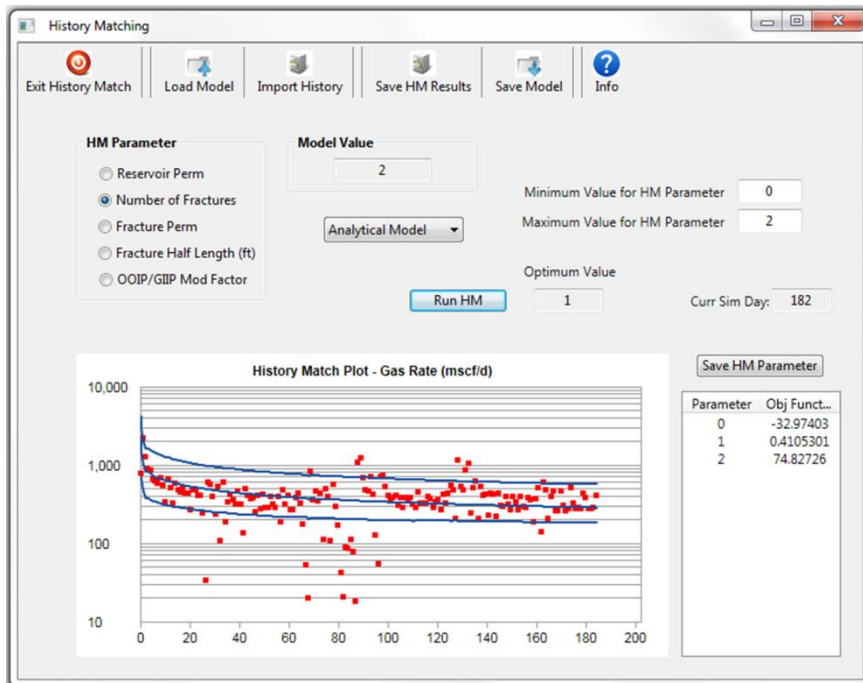 History Matching
Exit History Match Load Model Import History Save HM Results Save Model Info
HM Parameter
Reservoir Perm
Number of Fractures
Fracture Perm
Fracture Half Length (ft)
OOIP/GIIP Mod Factor
Model Value
2
Analytical Model
Minimum Value for HM Parameter 0
Maximum Value for HM Parameter 2
Optimum Value
Run HM 1 Curr Sim Day: 182
Save HM Parameter
History Match Plot - Gas Rate (mscf/d)
10,000
1,000
100
10
0 20 40 60 80 100 120 140 160 180 200
Parameter Obj Funct...
0 -32.97403
1 0.4105301
2 74.82726